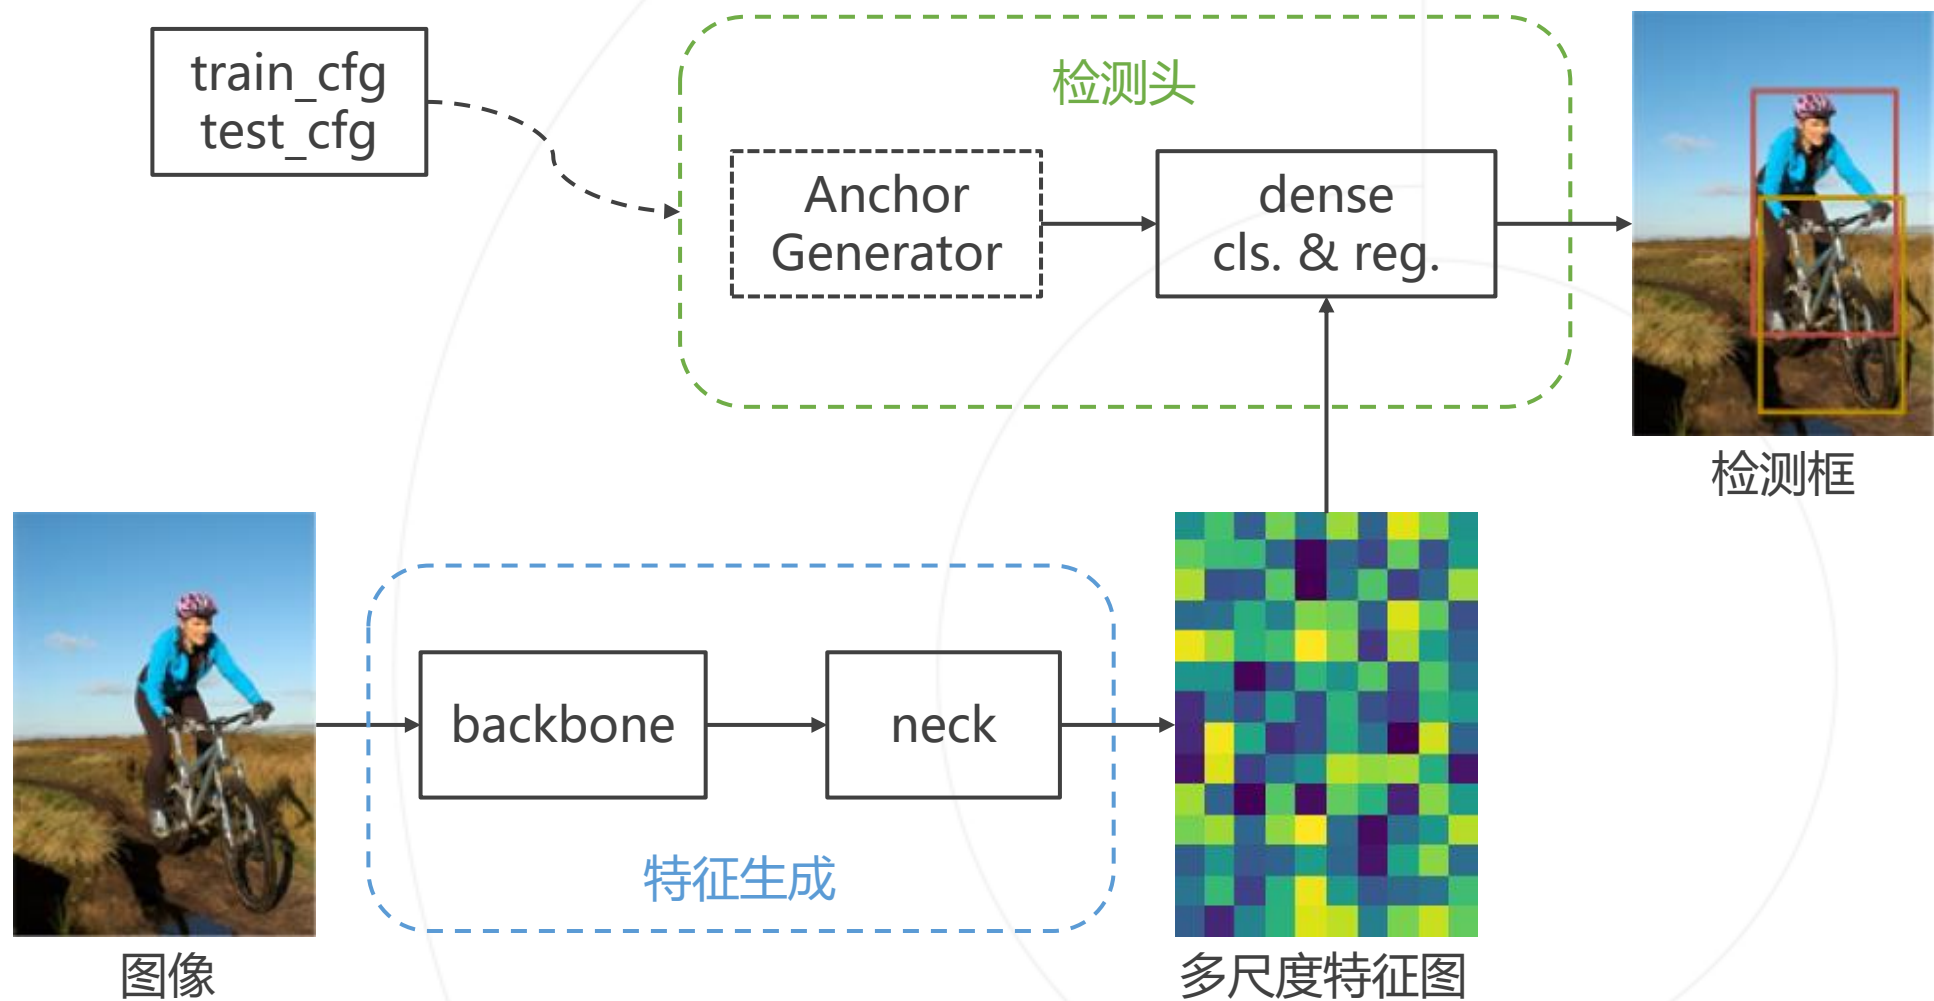 train_cfg
test_cfg
检测头
Anchor
Generator
dense
cls. & reg.
检测框
backbone
neck
特征生成
图像
多尺度特征图